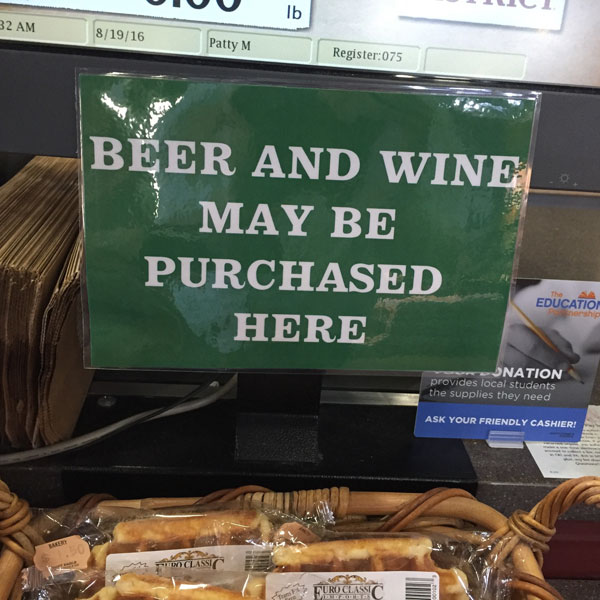 lb
8/19/16
Patty M
Register:075
BEER AND WINE
MAY BE
PURCHASED
HERE
The
EDUCATION
provides local students
the supplies they need
ASK YOUR FRIENDLY CASHIER!
BAKERY
EURO CLASSIC
EURO CLASSIC